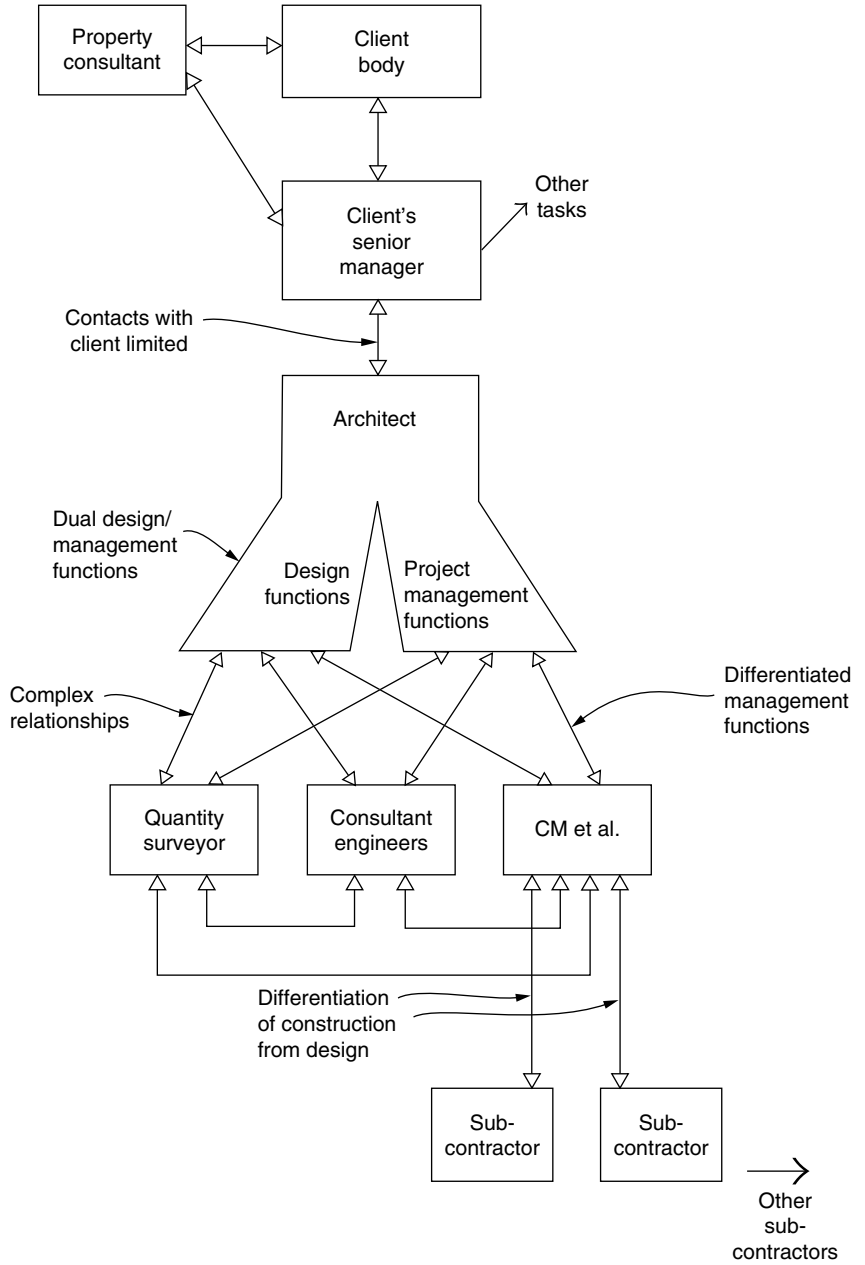 Property
consultant
Client
body
Client's
senior
manager
Other
tasks
Contacts with
client limited
Architect
Dual design/
management
functions
Design
functions
Project
management
functions
Complex
relationships
Differentiated
management
functions
Quantity
surveyor
Consultant
engineers
CM et al.
Differentiation
of construction
from design
Sub-
contractor
Sub-
contractor
Other
sub-
contractors